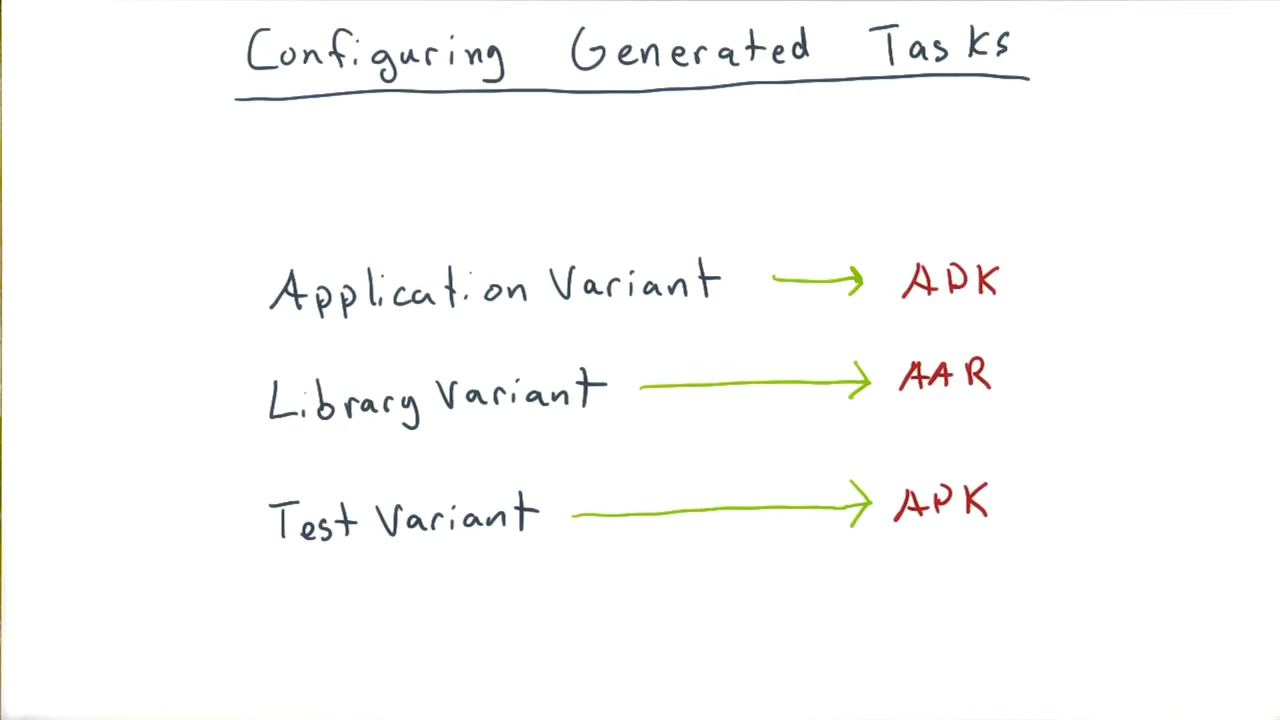 Configuring Generated Tasks
Application Variant → APK
Library Variant → AAR
Test Variant → APK